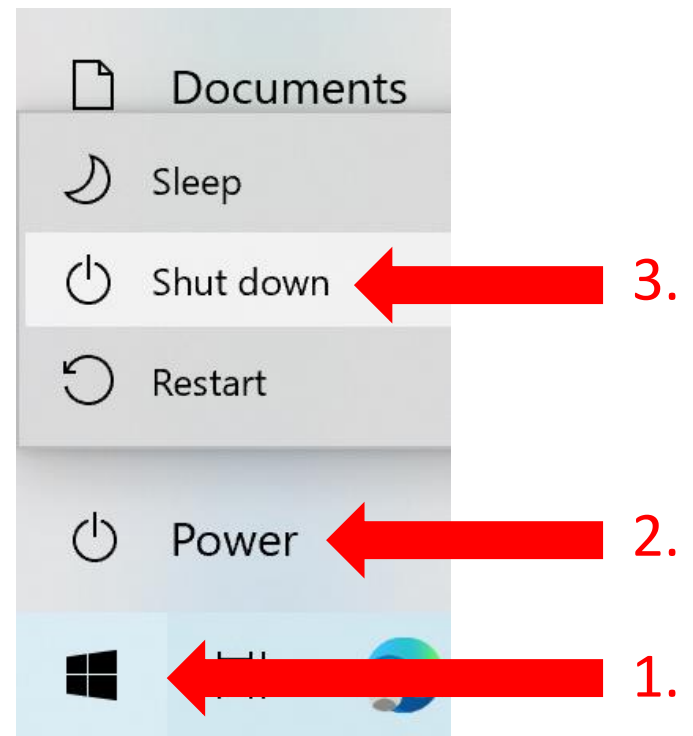 Documents
Sleep
Shut down
3.
Restart
Power
2.
1.